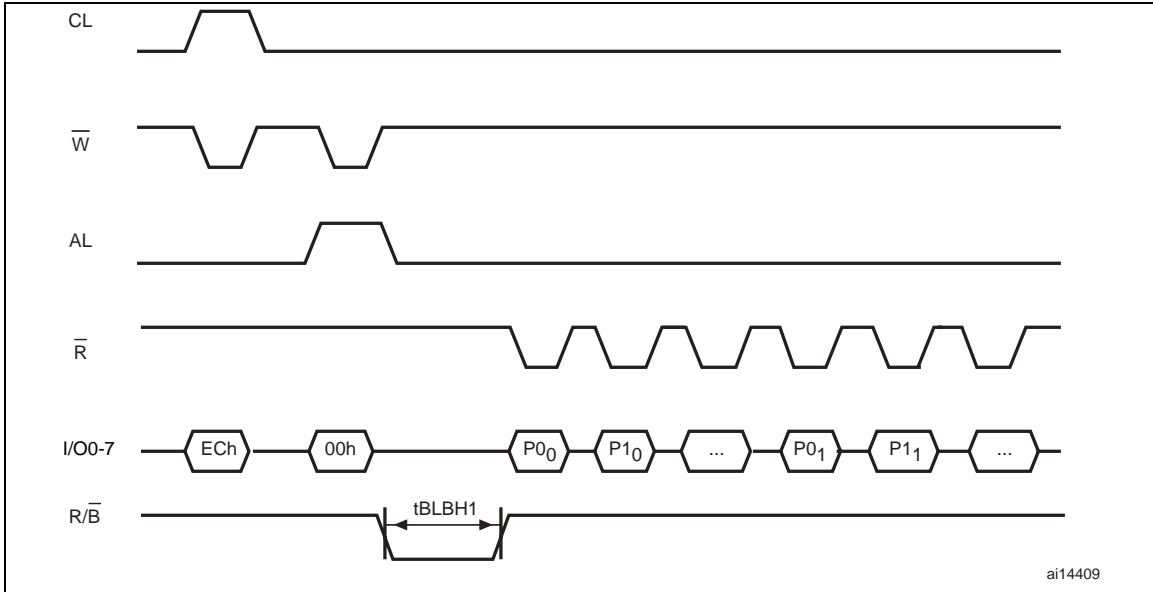 CL
W̅
AL
R̅
I/O0-7 ECh 00h P0₀ P1₀ ... P0₁ P1₁ ...
R/B̅ tBLBH1
ai14409